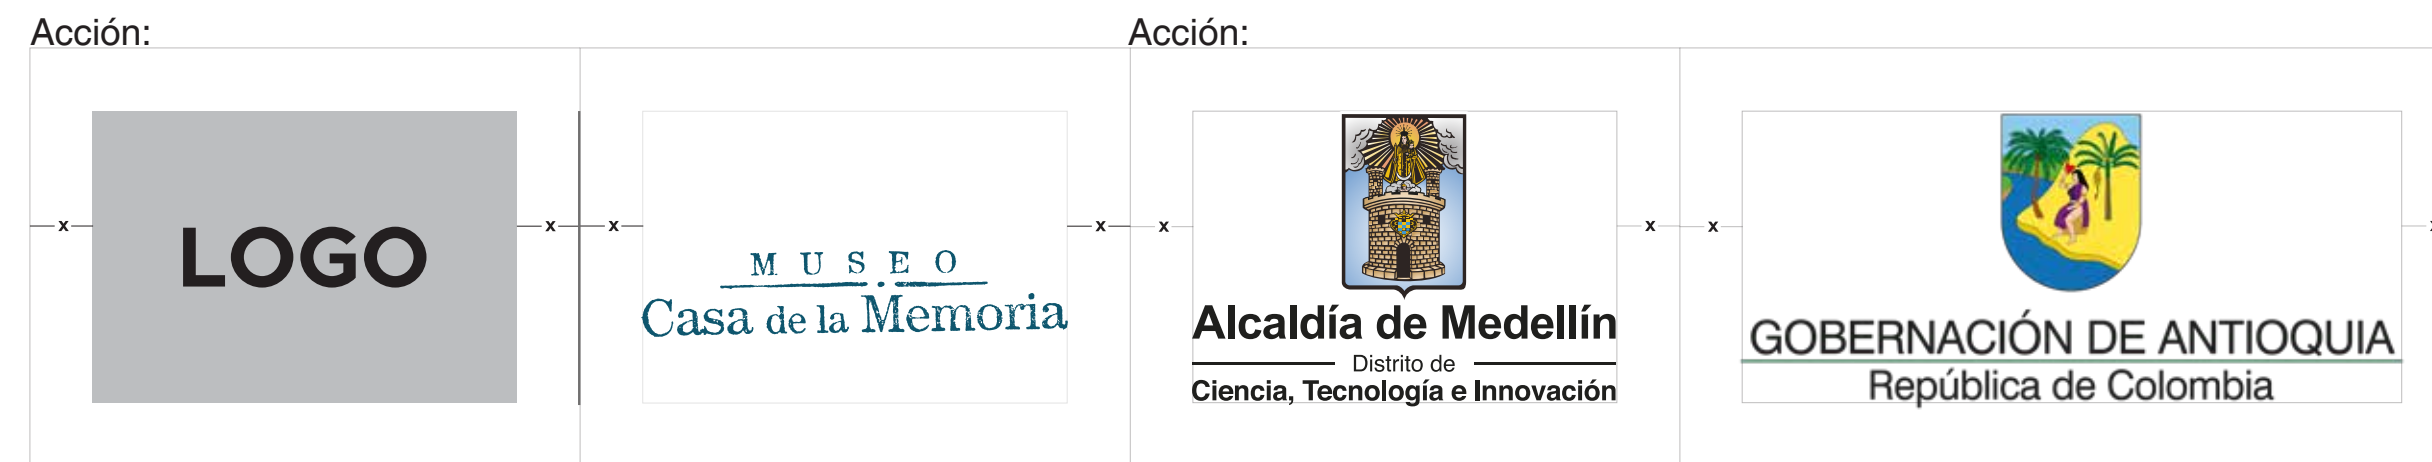 Acción:
Acción:
x
LOGO
x
x
MUSEO
Casa de la Memoria
x
x
Alcaldía de Medellín
Distrito de
Ciencia, Tecnología e Innovación
x
x
GOBERNACIÓN DE ANTIOQUIA
República de Colombia